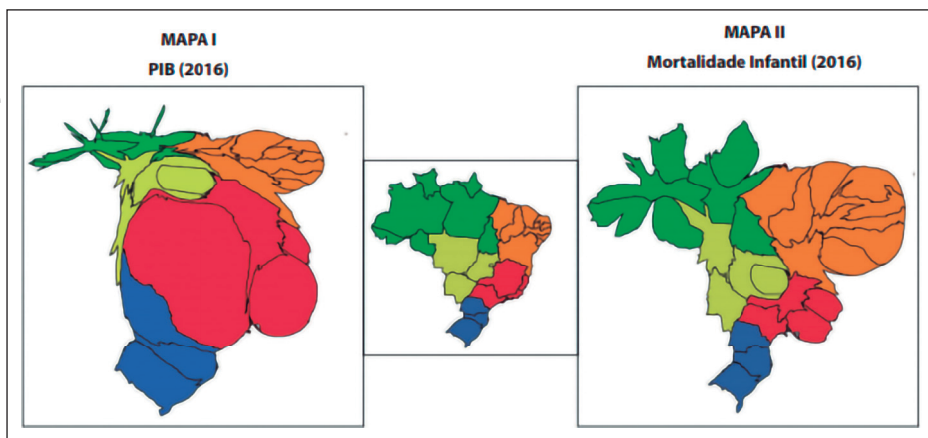 MAPA I
PIB (2016)
MAPA II
Mortalidade Infantil (2016)